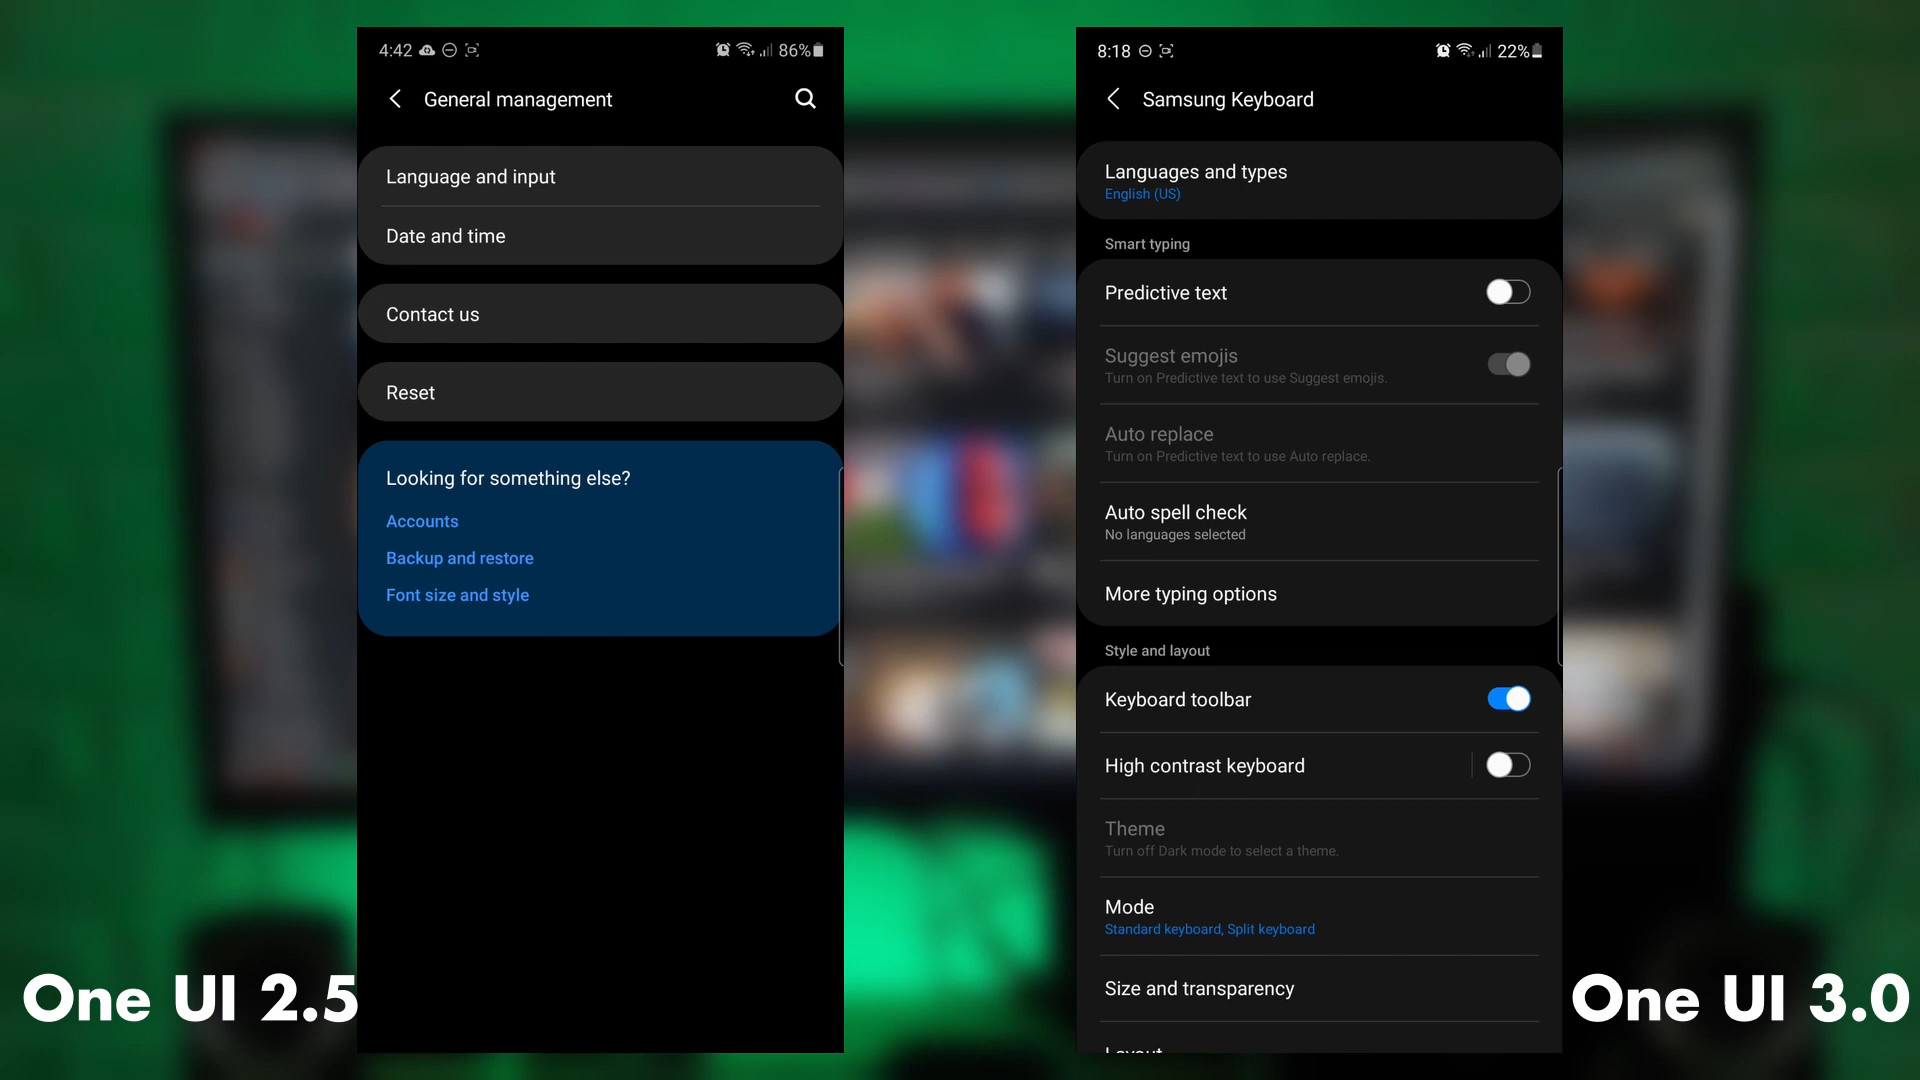 4:42
86%
General management
Language and input
Date and time
Contact us
Reset
Looking for something else?
Accounts
Backup and restore
Font size and style
8:18
22%
Samsung Keyboard
Languages and types
English (US)
Smart typing
Predictive text
Suggest emojis
Turn on Predictive text to use Suggest emojis.
Auto replace
Turn on Predictive text to use Auto replace.
Auto spell check
No languages selected
More typing options
Style and layout
Keyboard toolbar
High contrast keyboard
Theme
Turn off Dark mode to select a theme.
Mode
Standard keyboard, Split keyboard
Size and transparency
Layout
One UI 2.5
One UI 3.0